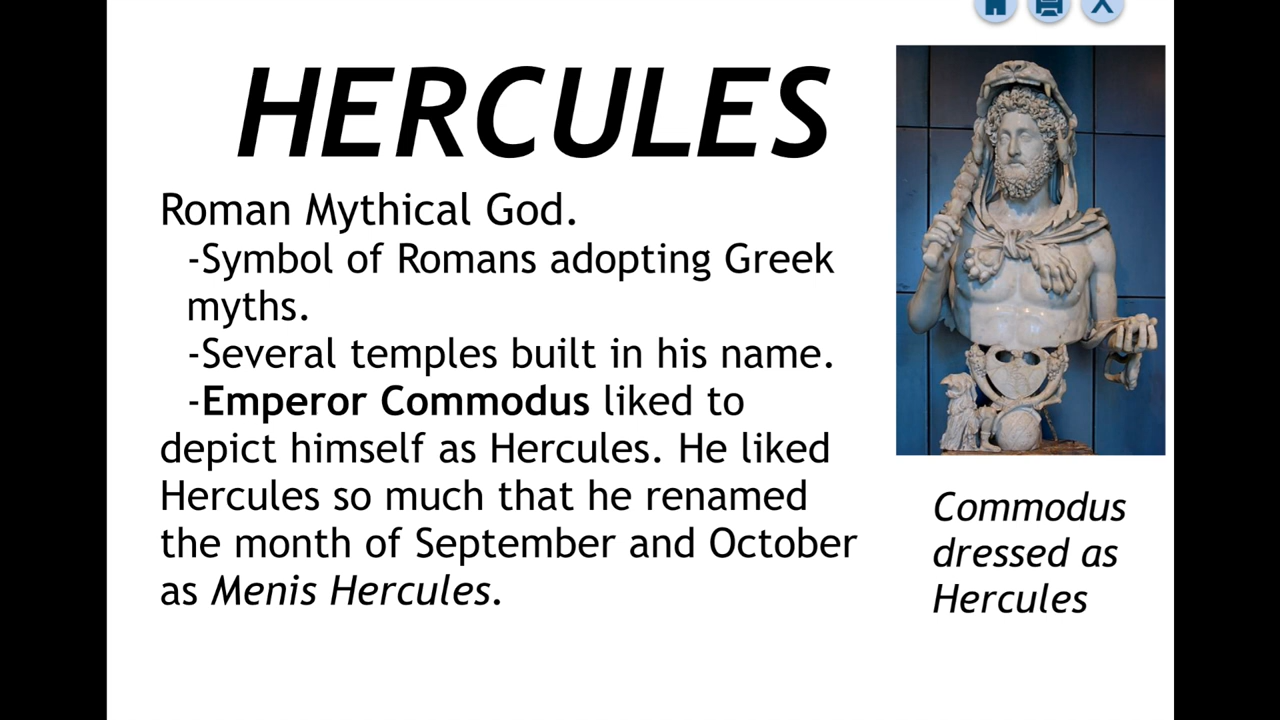 HERCULES
Roman Mythical God.
-Symbol of Romans adopting Greek
myths.
-Several temples built in his name.
-Emperor Commodus liked to
depict himself as Hercules. He liked
Hercules so much that he renamed
the month of September and October
as Menis Hercules.
Commodus
dressed as
Hercules